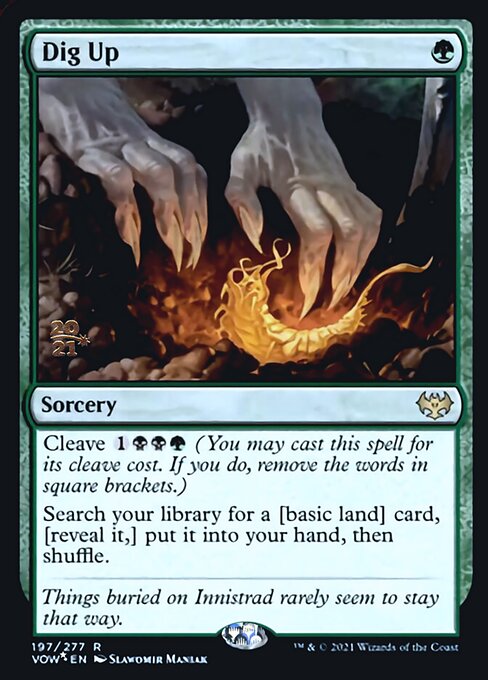 Dig Up
20
21
Sorcery
Cleave 1 (You may cast this spell for
its cleave cost. If you do, remove the words in
square brackets.)
Search your library for a [basic land] card,
[reveal it,] put it into your hand, then
shuffle.
Things buried on Innistrad rarely seem to stay
that way.
197/277 R
VOW★EN Slawomir Maniak
™ & © 2021 Wizards of the Coast